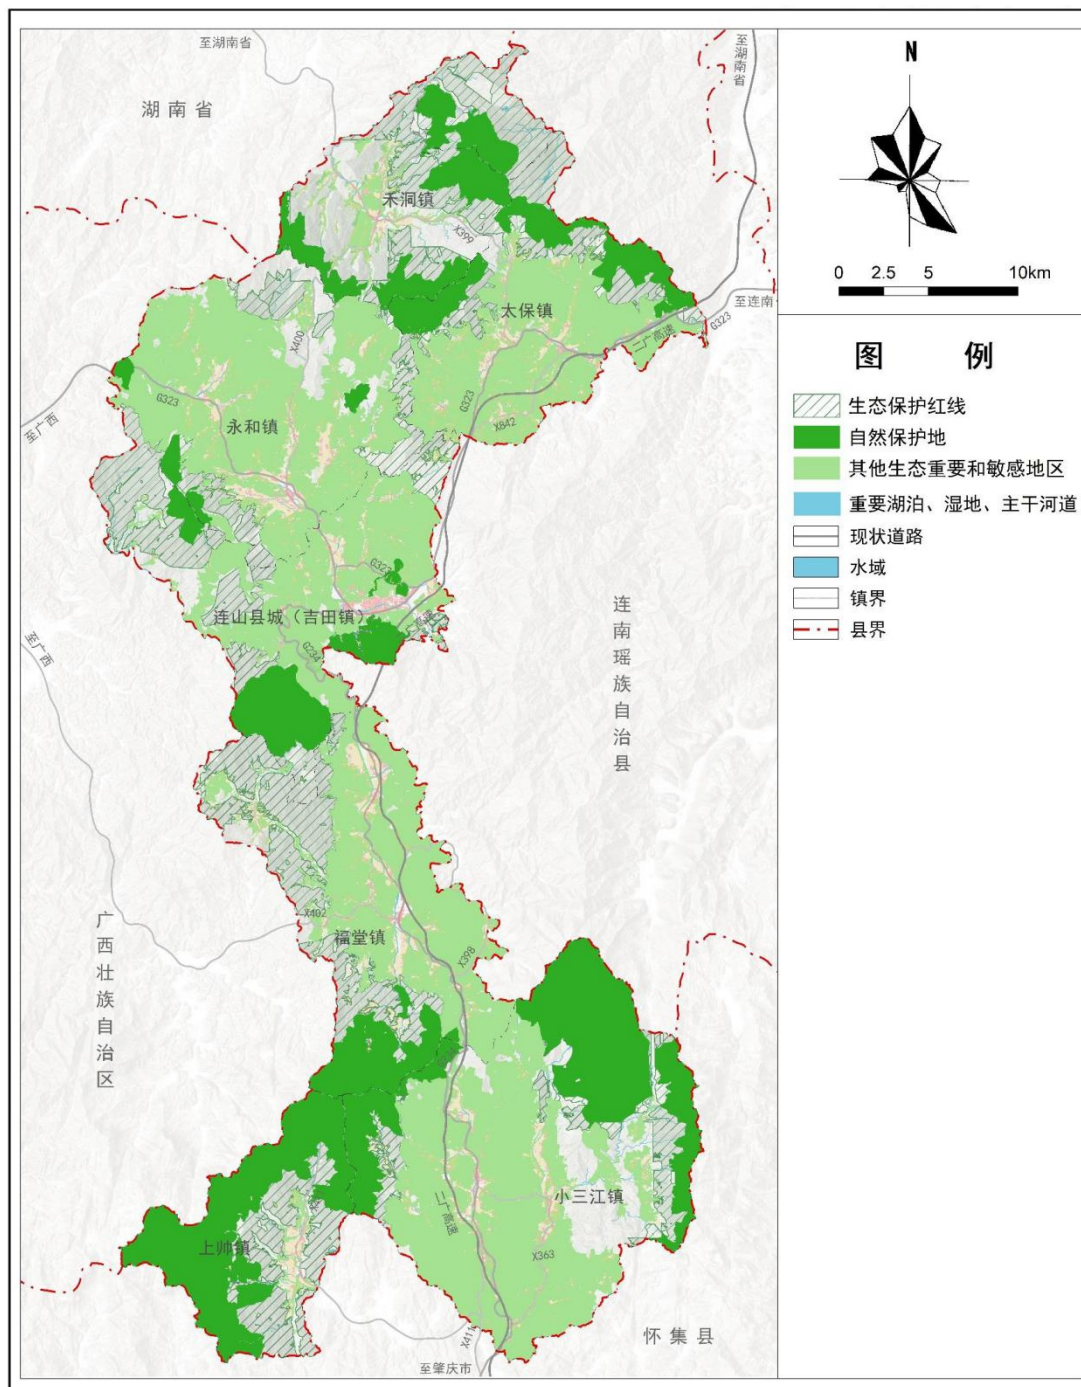 至湖南省
至湖南省
湖南省
禾洞镇
X399
至连南
G323
太保镇
二广高速
X400
G323
X842
G323
至广西
永和镇
G323
连山县城（吉田镇）
G234
至广西
连南瑶族自治县
X402
福堂镇
X398
广西壮族自治区
小三江镇
二广高速
上帅镇
X363
X411
怀集县
至肇庆市
N
0 2.5 5 10km
图 例
生态保护红线
自然保护地
其他生态重要和敏感地区
重要湖泊、湿地、主干河道
现状道路
水域
镇界
县界